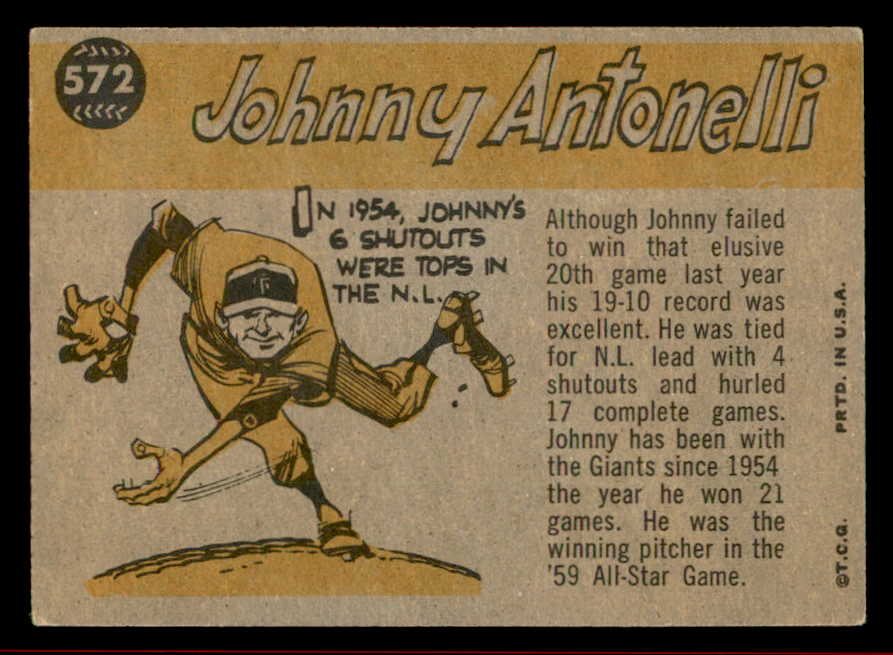 572
Johnny Antonelli
IN 1954, JOHNNY'S
6 SHUTOUTS
WERE TOPS IN
THE N.L.
Although Johnny failed
to win that elusive
20th game last year
his 19-10 record was
excellent. He was tied
for N.L. lead with 4
shutouts and hurled
17 complete games.
Johnny has been with
the Giants since 1954
the year he won 21
games. He was the
winning pitcher in the
'59 All-Star Game.
©T.C.G. PRTD. IN U.S.A.